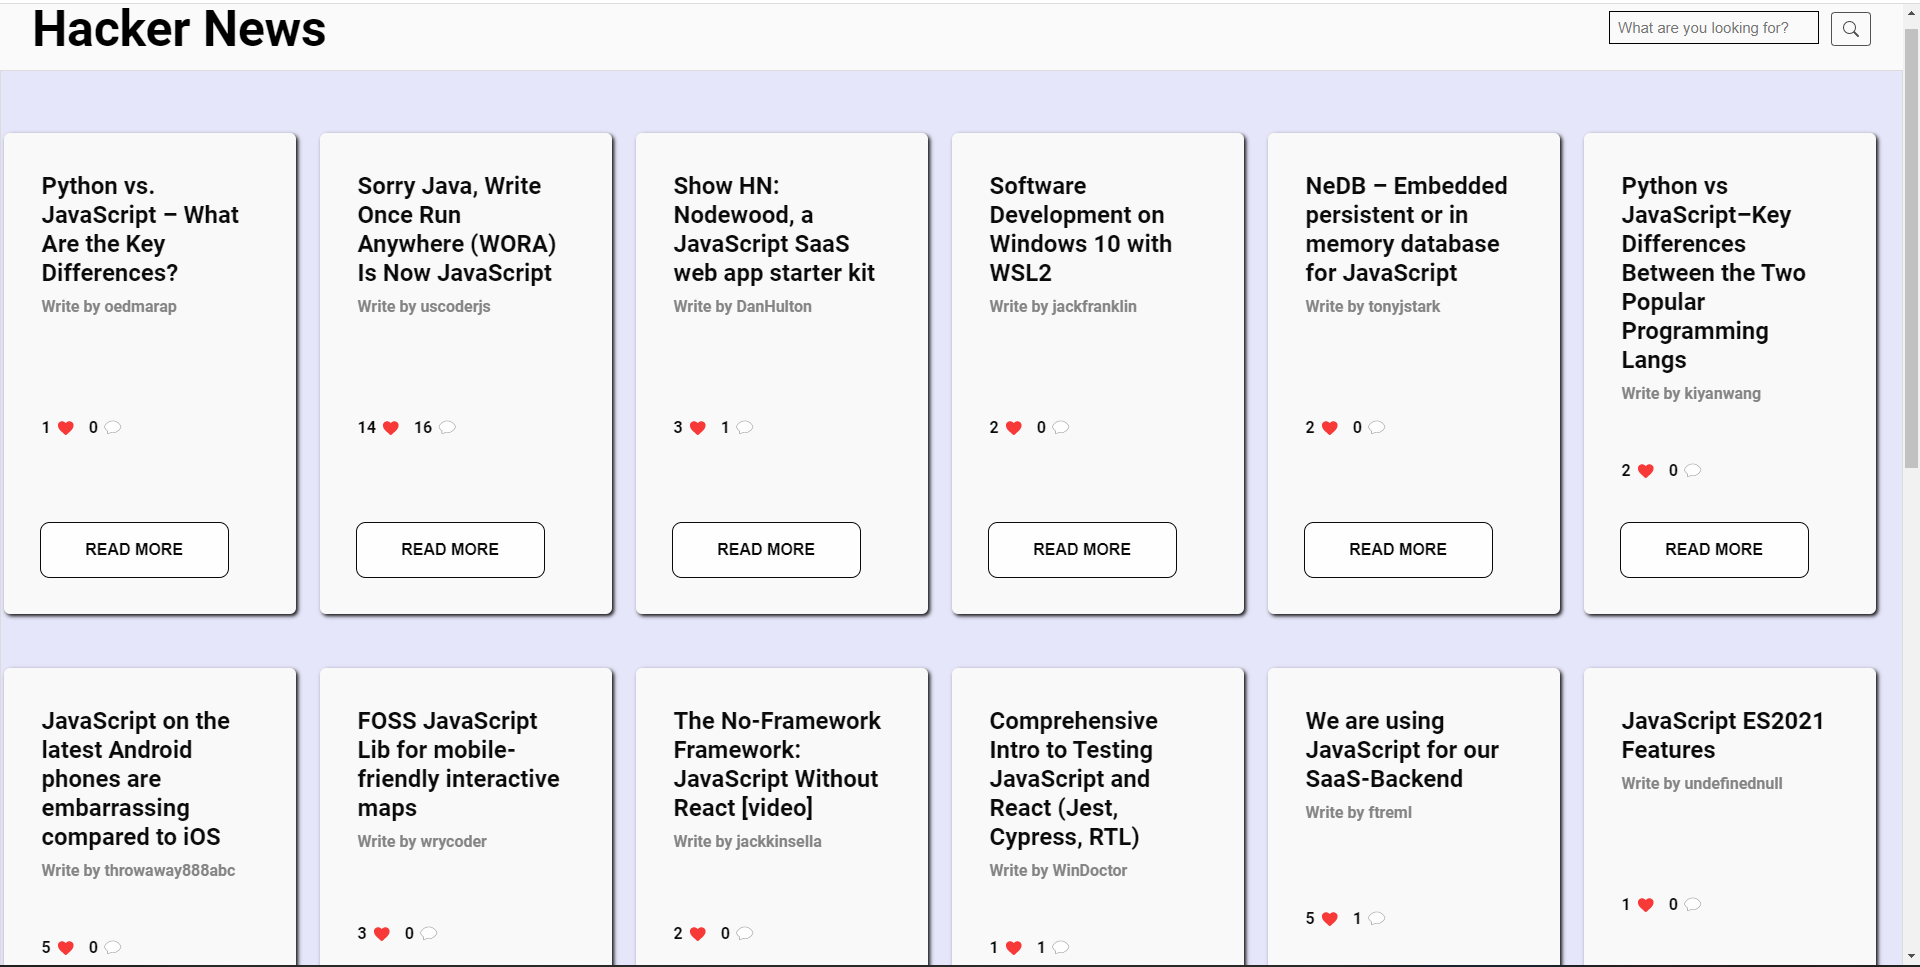 Hacker News
What are you looking for?
Python vs.
JavaScript – What
Are the Key
Differences?
Write by oedmarap
1 0
READ MORE
Sorry Java, Write
Once Run
Anywhere (WORA)
Is Now JavaScript
Write by uscoderjs
14 16
READ MORE
Show HN:
Nodewood, a
JavaScript SaaS
web app starter kit
Write by DanHulton
3 1
READ MORE
Software
Development on
Windows 10 with
WSL2
Write by jackfranklin
2 0
READ MORE
NeDB – Embedded
persistent or in
memory database
for JavaScript
Write by tonyjstark
2 0
READ MORE
Python vs
JavaScript–Key
Differences
Between the Two
Popular
Programming
Langs
Write by kiyanwang
2 0
READ MORE
JavaScript on the
latest Android
phones are
embarrassing
compared to iOS
Write by throwaway888abc
5 0
FOSS JavaScript
Lib for mobile-
friendly interactive
maps
Write by wrycoder
3 0
The No-Framework
Framework:
JavaScript Without
React [video]
Write by jackkinsella
2 0
Comprehensive
Intro to Testing
JavaScript and
React (Jest,
Cypress, RTL)
Write by WinDoctor
1 1
We are using
JavaScript for our
SaaS-Backend
Write by ftreml
5 1
JavaScript ES2021
Features
Write by undefinednull
1 0